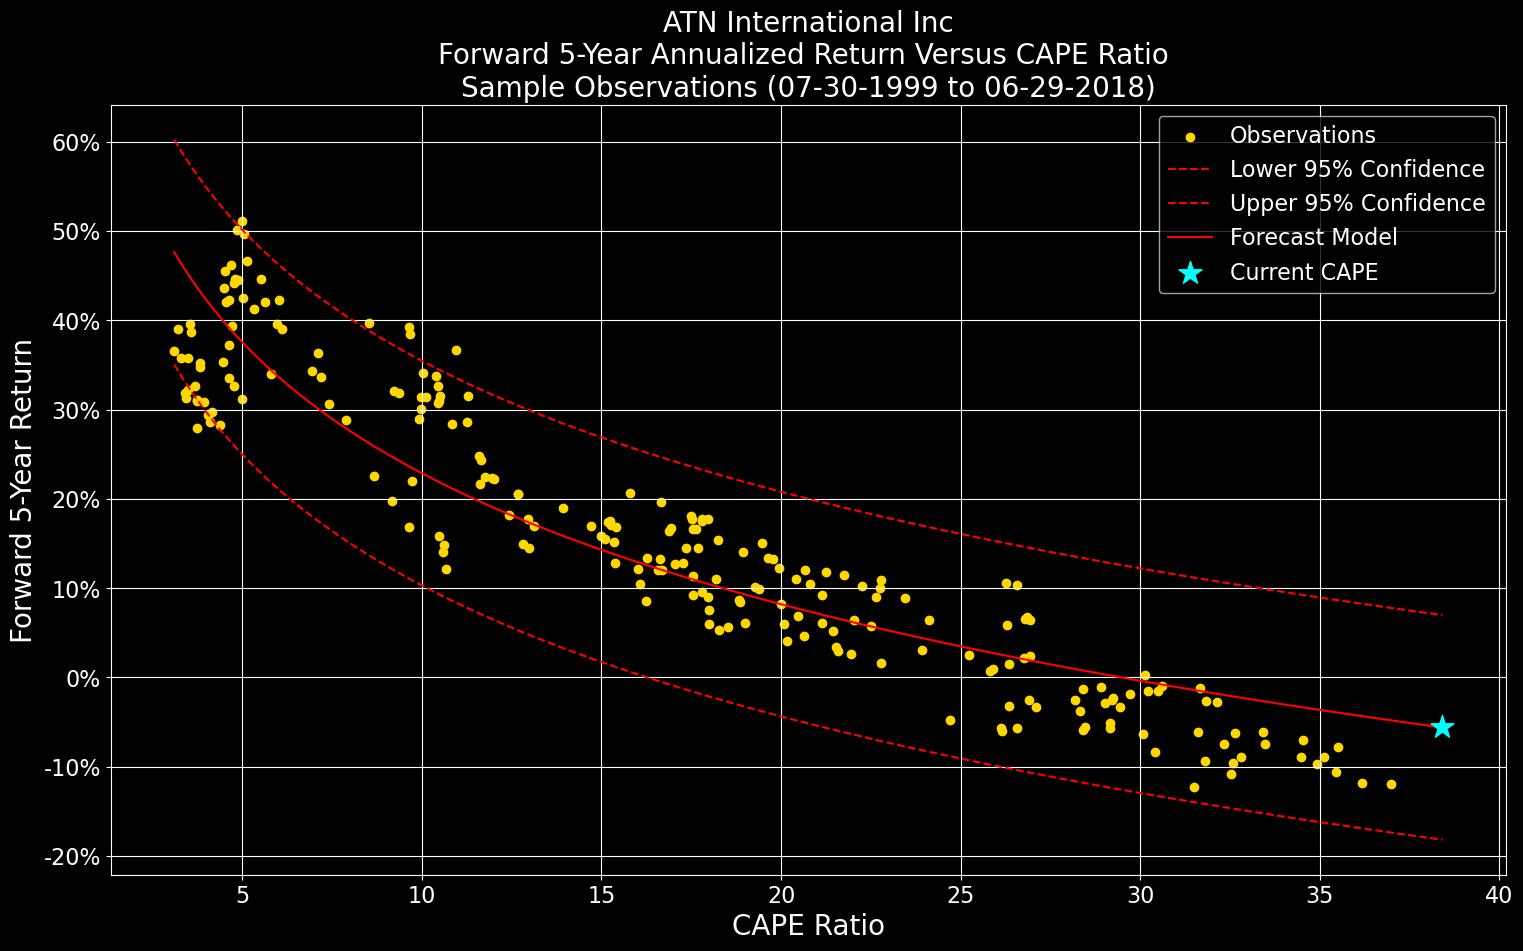 ATN International Inc
Forward 5-Year Annualized Return Versus CAPE Ratio
Sample Observations (07-30-1999 to 06-29-2018)
Observations
Lower 95% Confidence
Upper 95% Confidence
Forecast Model
Current CAPE
Forward 5-Year Return
60%
50%
40%
30%
20%
10%
0%
-10%
-20%
5 10 15 20 25 30 35 40
CAPE Ratio